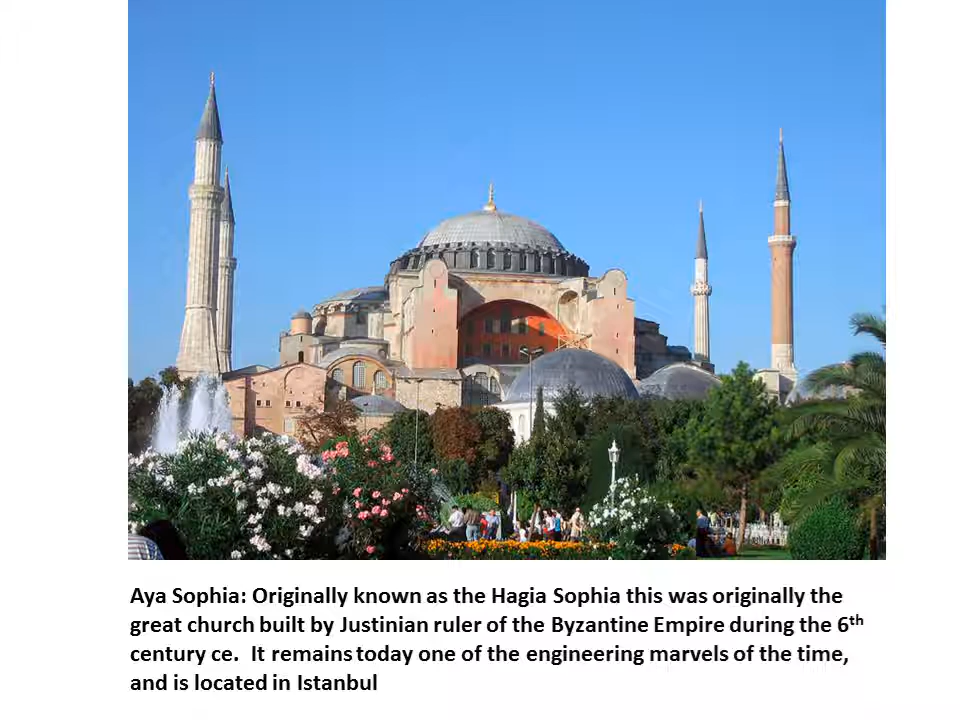 Aya Sophia: Originally known as the Hagia Sophia this was originally the
great church built by Justinian ruler of the Byzantine Empire during the 6th
century ce.  It remains today one of the engineering marvels of the time,
and is located in Istanbul